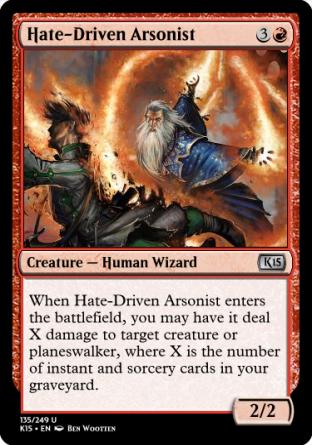 Hate-Driven Arsonist 3
Creature — Human Wizard K15
When Hate-Driven Arsonist enters
the battlefield, you may have it deal
X damage to target creature or
planeswalker, where X is the number
of instant and sorcery cards in your
graveyard.
2/2
135/249 U
K15 • EN Ben Wootten